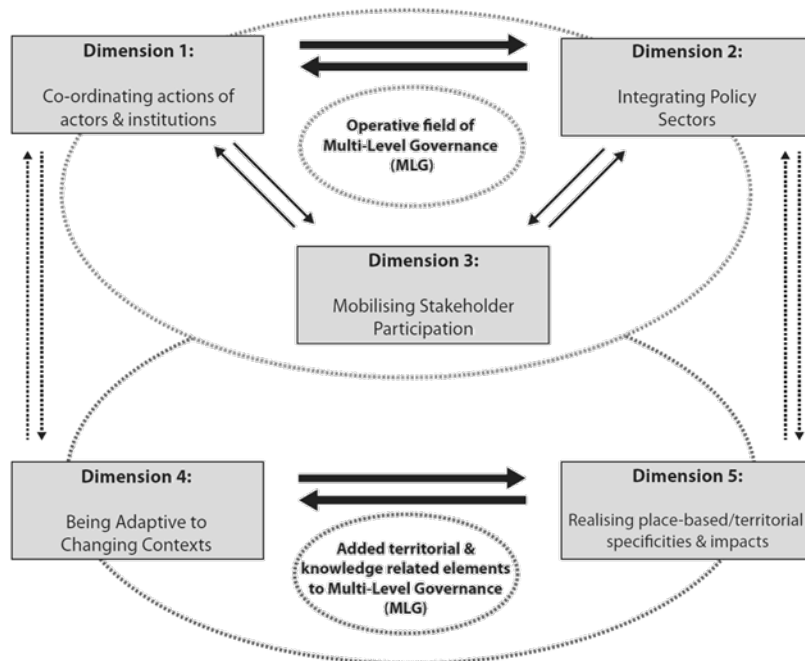 Dimension 1:
Co-ordinating actions of
actors & institutions
Dimension 2:
Integrating Policy
Sectors
Operative field of
Multi-Level Governance
(MLG)
Dimension 3:
Mobilising Stakeholder
Participation
Dimension 4:
Being Adaptive to
Changing Contexts
Dimension 5:
Realising place-based/territorial
specificities & impacts
Added territorial &
knowledge related elements
to Multi-Level Governance
(MLG)